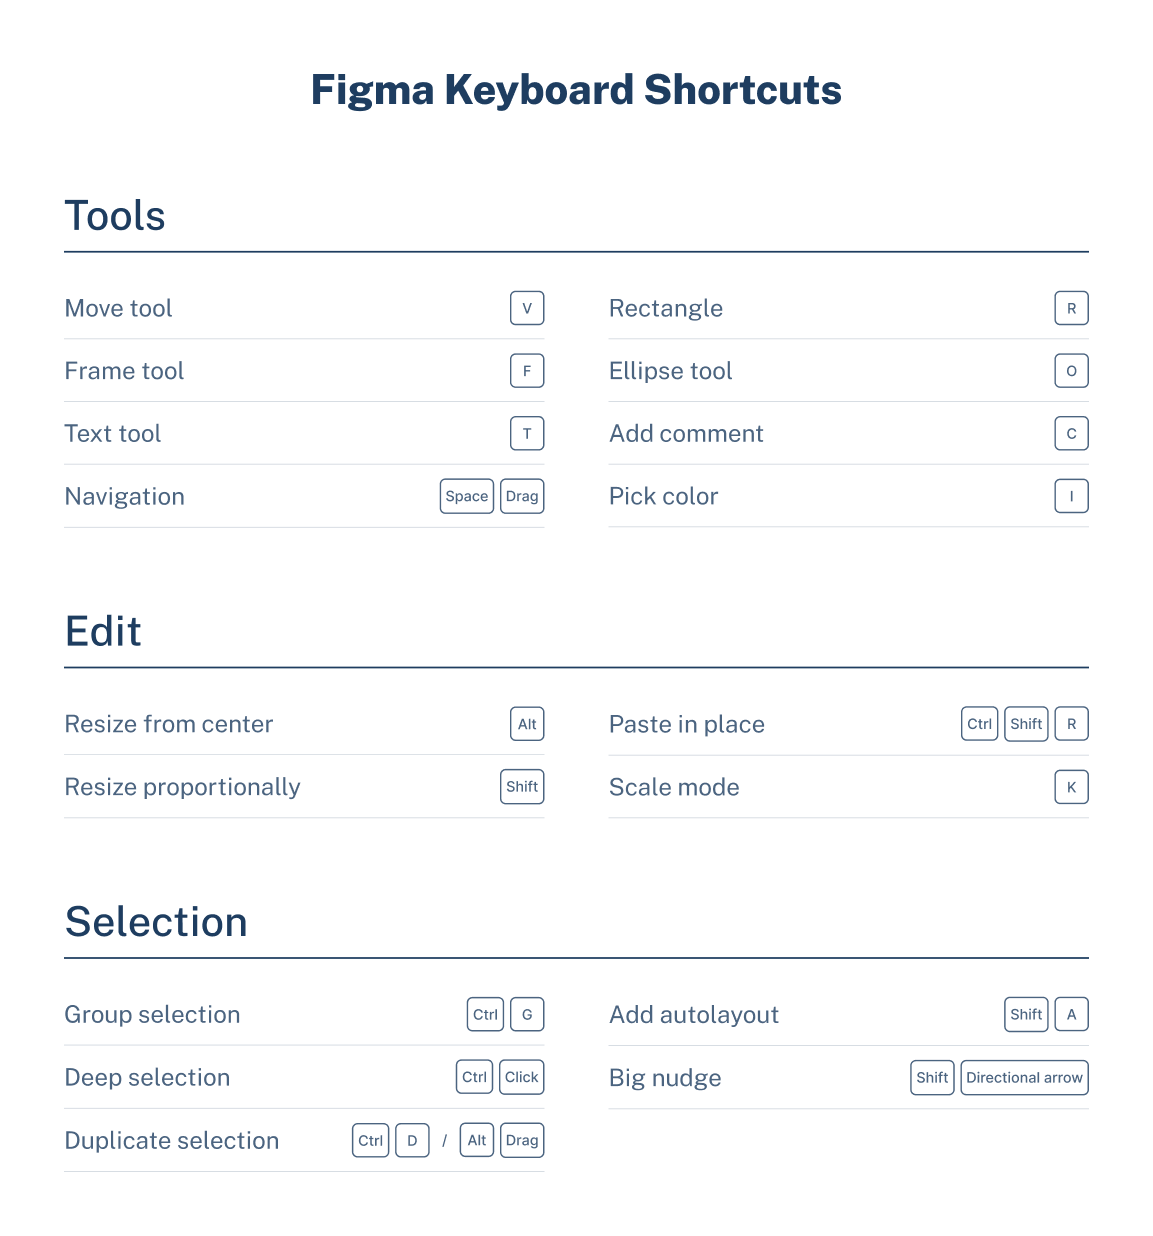 Figma Keyboard Shortcuts
Tools
Move tool V
Frame tool F
Text tool T
Navigation Space Drag
Rectangle R
Ellipse tool O
Add comment C
Pick color I
Edit
Resize from center Alt
Resize proportionally Shift
Paste in place Ctrl Shift R
Scale mode K
Selection
Group selection Ctrl G
Deep selection Ctrl Click
Duplicate selection Ctrl D / Alt Drag
Add autolayout Shift A
Big nudge Shift Directional arrow